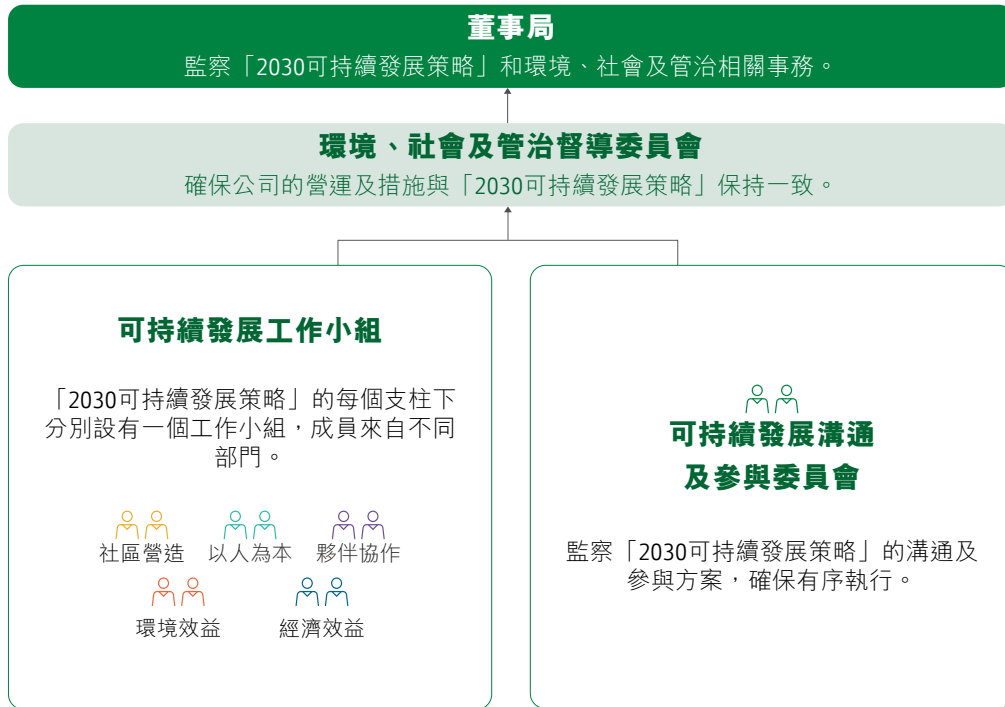 董事局
監察「2030可持續發展策略」和環境、社會及管治相關事務。
環境、社會及管治督導委員會
確保公司的營運及措施與「2030可持續發展策略」保持一致。
可持續發展工作小組
「2030可持續發展策略」的每個支柱下
分別設有一個工作小組，成員來自不同
部門。
社區營造
以人為本
夥伴協作
環境效益
經濟效益
可持續發展溝通
及參與委員會
監察「2030可持續發展策略」的溝通及
參與方案，確保有序執行。